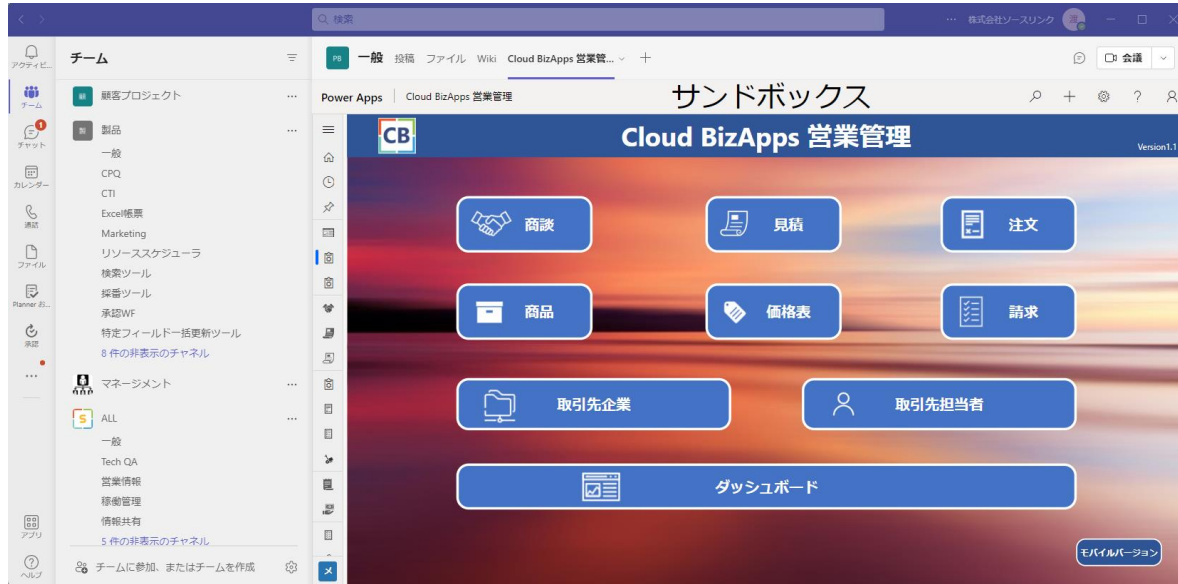 検索
株式会社ソースリンク
アクティビ...
チーム
チャット
1
カレンダー
通話
ファイル
Planner お...
承認
アプリ
ヘルプ
チーム
顧客プロジェクト
製品
一般
CPQ
CTI
Excel帳票
Marketing
リソーススケジューラ
検索ツール
採番ツール
承認WF
特定フィールド一括更新ツール
8 件の非表示のチャネル
マネージメント
S ALL
一般
Tech QA
営業情報
稼働管理
情報共有
5 件の非表示のチャネル
チームに参加、またはチームを作成
PB 一般 投稿 ファイル Wiki Cloud BizApps 営業管... 会議
Power Apps Cloud BizApps 営業管理 サンドボックス
CB Cloud BizApps 営業管理 Version1.1
商談 見積 注文
商品 価格表 請求
取引先企業 取引先担当者
ダッシュボード
モバイルバージョン